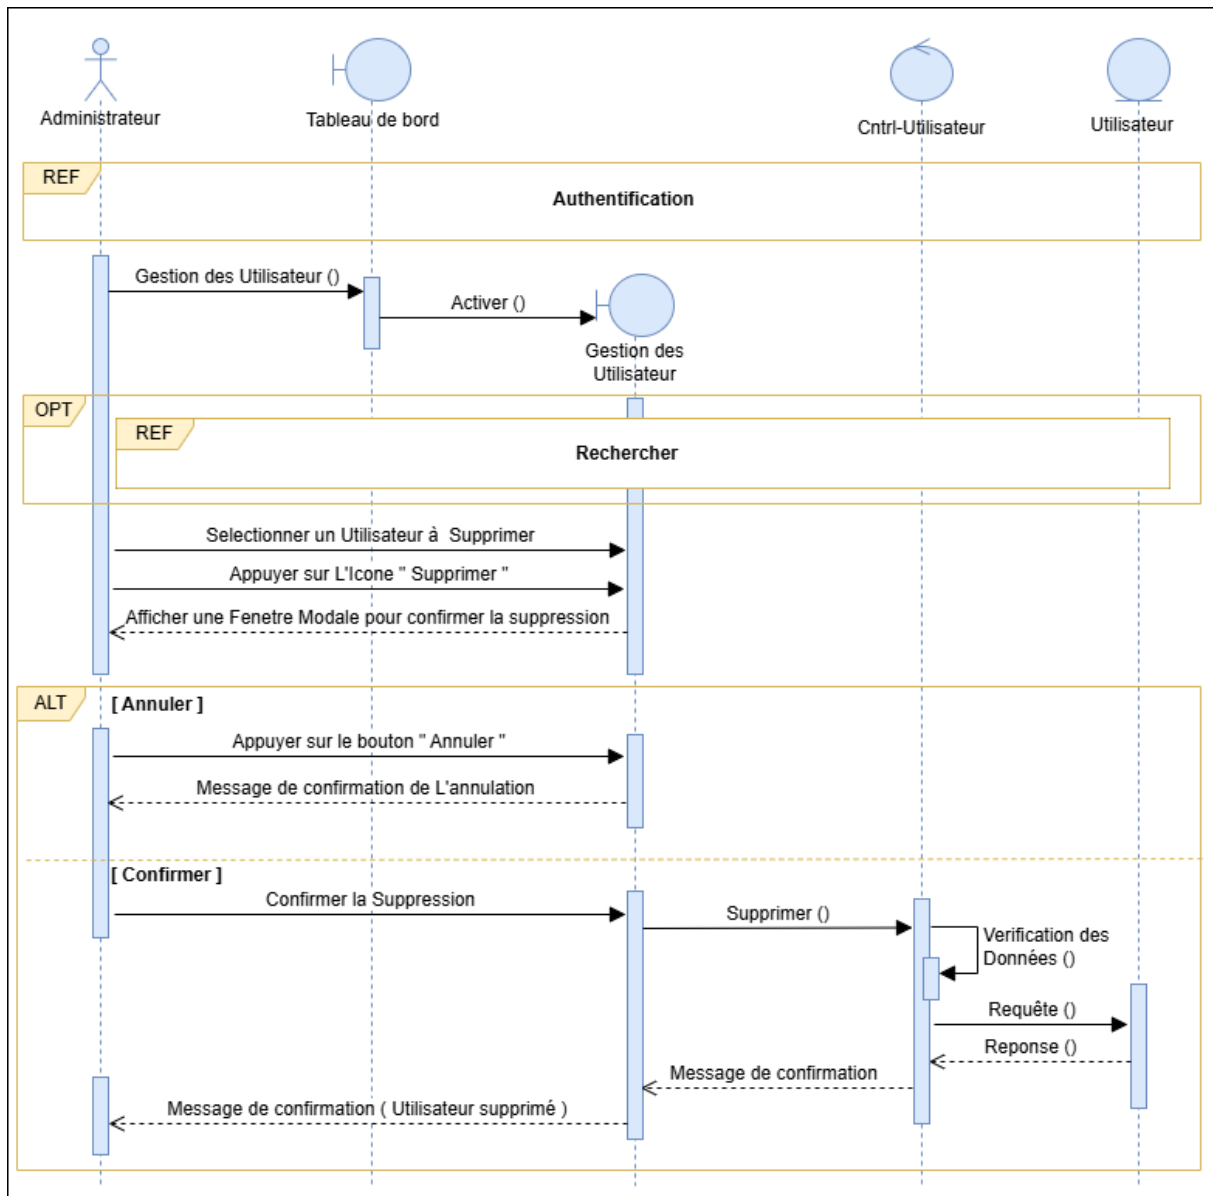 Administrateur
Tableau de bord
Cntrl-Utilisateur
Utilisateur
REF
Authentification
Gestion des Utilisateur ()
Activer ()
Gestion des
Utilisateur
OPT
REF
Rechercher
Selectionner un Utilisateur à Supprimer
Appuyer sur L'Icone " Supprimer "
Afficher une Fenetre Modale pour confirmer la suppression
ALT
[ Annuler ]
Appuyer sur le bouton " Annuler "
Message de confirmation de L'annulation
[ Confirmer ]
Confirmer la Suppression
Supprimer ()
Verification des
Données ()
Requête ()
Reponse ()
Message de confirmation
Message de confirmation ( Utilisateur supprimé )